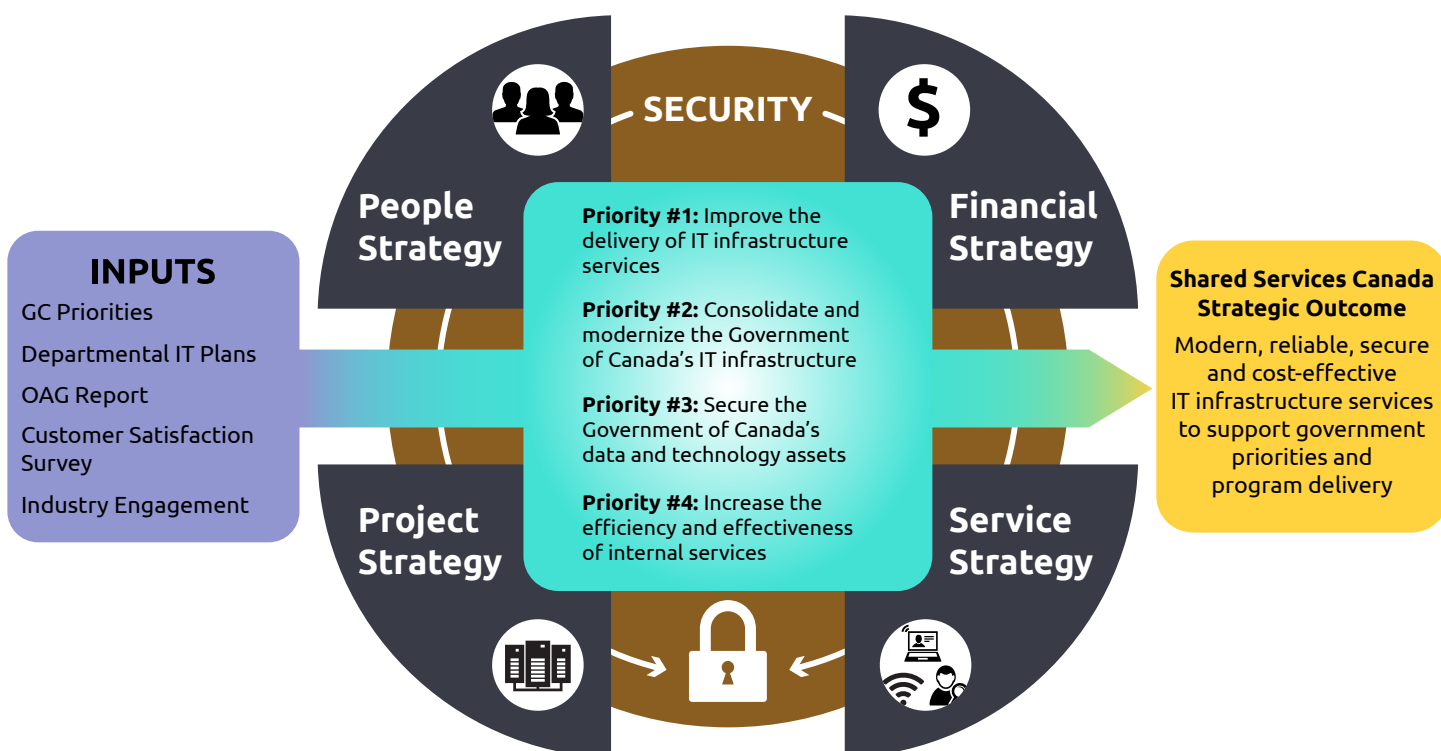 SECURITY
People
Strategy
Financial
Strategy
INPUTS
GC Priorities
Departmental IT Plans
OAG Report
Customer Satisfaction
Survey
Industry Engagement
Priority #1: Improve the
delivery of IT infrastructure
services
Priority #2: Consolidate and
modernize the Government
of Canada’s IT infrastructure
Priority #3: Secure the
Government of Canada’s
data and technology assets
Priority #4: Increase the
efficiency and effectiveness
of internal services
Shared Services Canada
Strategic Outcome
Modern, reliable, secure
and cost-effective
IT infrastructure services
to support government
priorities and
program delivery
Project
Strategy
Service
Strategy
$